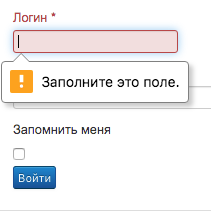 Логин *
Заполните это поле.
Запомнить меня
Войти